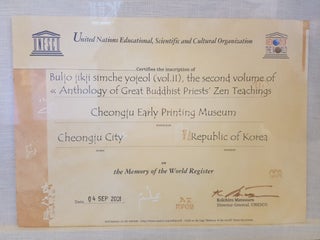 UNESCO
United Nations Educational, Scientific and Cultural Organization
Certifies the inscription of
Buljo jikji simche yojeol (vol.II), the second volume of
« Anthology of Great Buddhist Priests' Zen Teachings
Cheongju Early Printing Museum
Cheongju City
Republic of Korea
on
the Memory of the World Register
Date 04 SEP 2001
Koïchiro Matsuura
Director-General, UNESCO